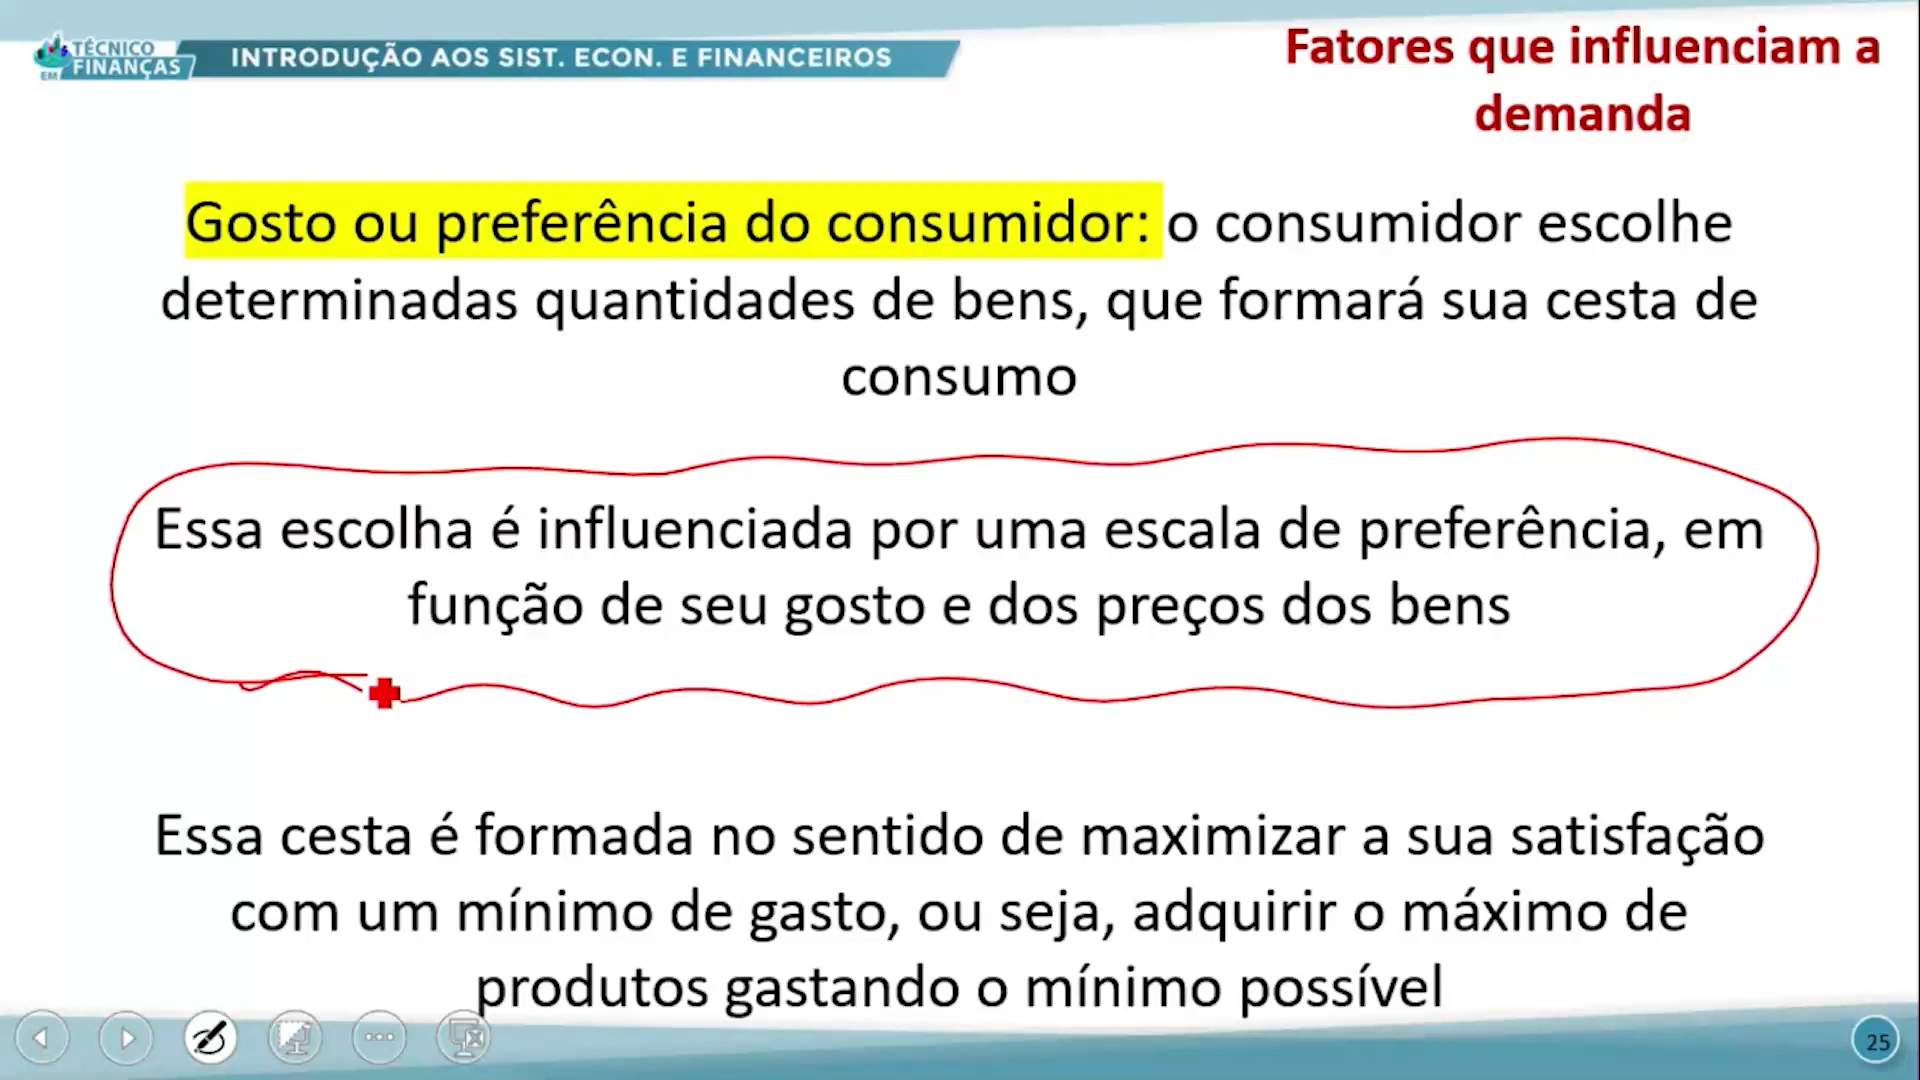 TÉCNICO
EM FINANÇAS
INTRODUÇÃO AOS SIST. ECON. E FINANCEIROS
Fatores que influenciam a
demanda
Gosto ou preferência do consumidor: o consumidor escolhe
determinadas quantidades de bens, que formará sua cesta de
consumo
Essa escolha é influenciada por uma escala de preferência, em
função de seu gosto e dos preços dos bens
Essa cesta é formada no sentido de maximizar a sua satisfação
com um mínimo de gasto, ou seja, adquirir o máximo de
produtos gastando o mínimo possível
25